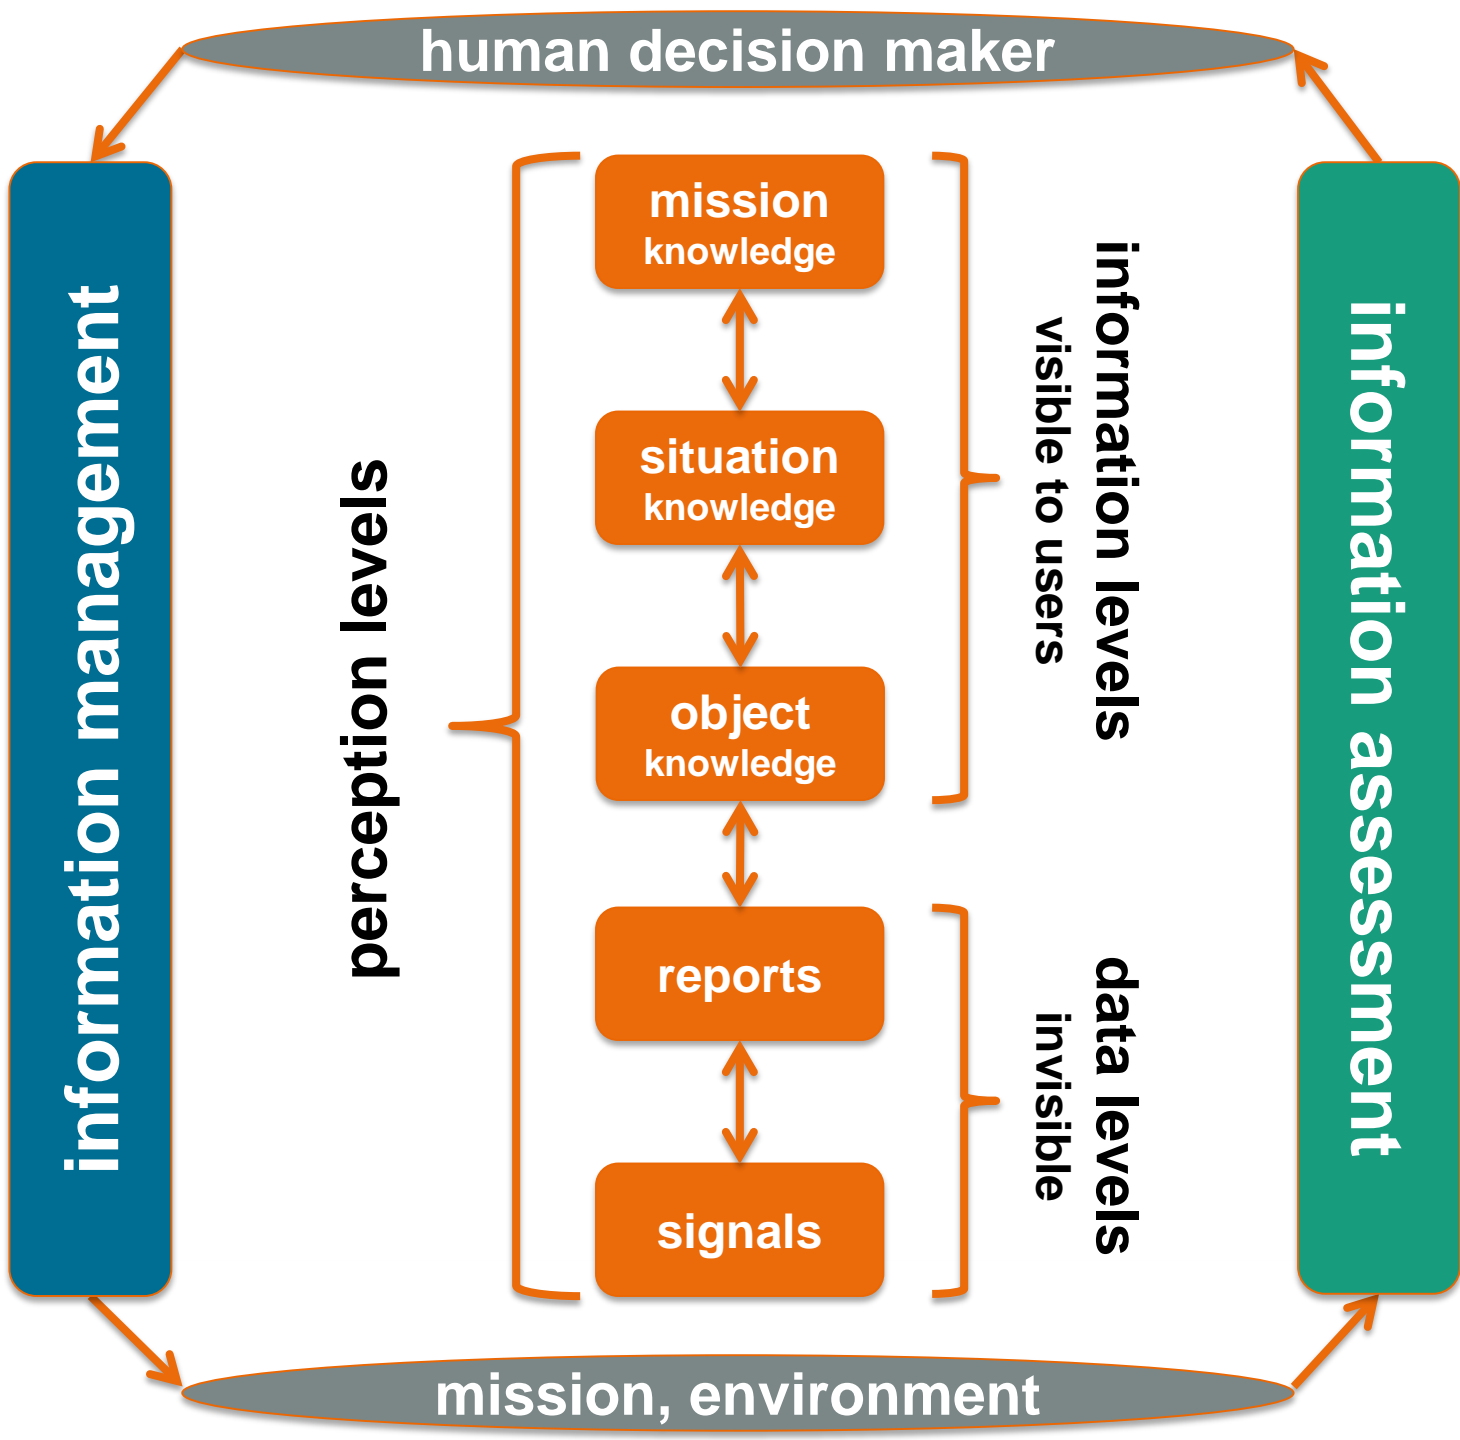 human decision maker
information management
perception levels
mission
knowledge
situation
knowledge
object
knowledge
reports
signals
information levels
visible to users
data levels
invisible
information assessment
mission, environment